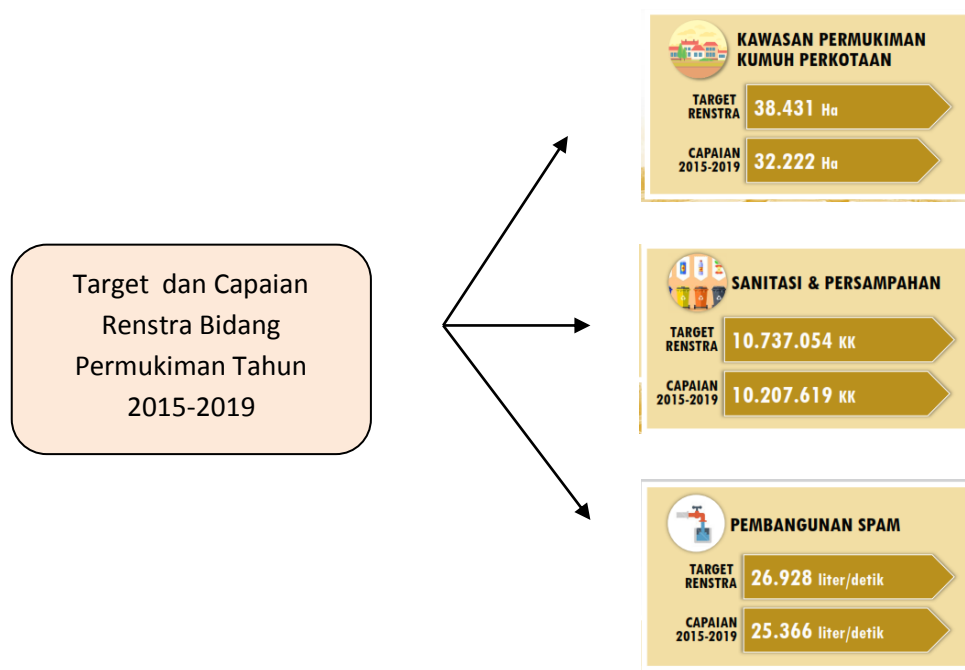 Target dan Capaian
Renstra Bidang
Permukiman Tahun
2015-2019
KAWASAN PERMUKIMAN
KUMUH PERKOTAAN
TARGET
RENSTRA
38.431 Ha
CAPAIAN
2015-2019
32.222 Ha
SANITASI & PERSAMPAHAN
TARGET
RENSTRA
10.737.054 KK
CAPAIAN
2015-2019
10.207.619 KK
PEMBANGUNAN SPAM
TARGET
RENSTRA
26.928 liter/detik
CAPAIAN
2015-2019
25.366 liter/detik